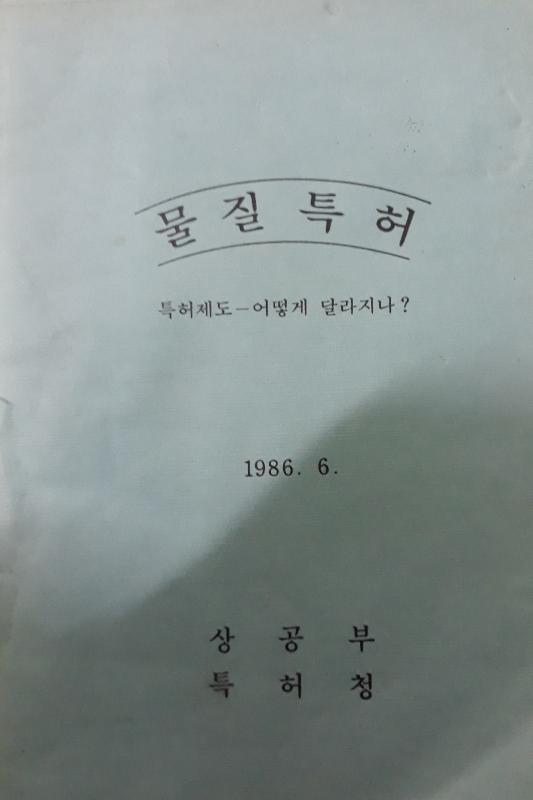 물질특허
특허제도-어떻게 달라지나?
1986. 6.
상공부
특허청